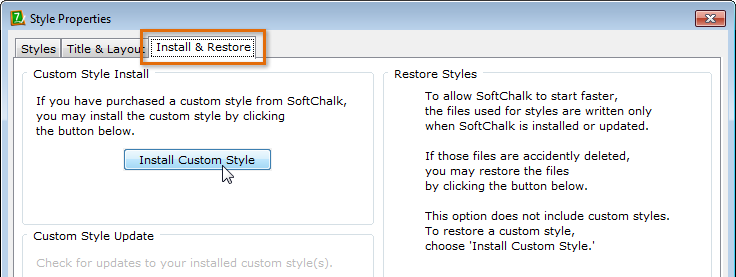 Style Properties
Styles
Title & Layout
Install & Restore
Custom Style Install
If you have purchased a custom style from SoftChalk,
you may install the custom style by clicking
the button below.
Install Custom Style
Custom Style Update
Check for updates to your installed custom style(s).
Restore Styles
To allow SoftChalk to start faster,
the files used for styles are written only
when SoftChalk is installed or updated.
If those files are accidently deleted,
you may restore the files
by clicking the button below.
This option does not include custom styles.
To restore a custom style,
choose 'Install Custom Style.'